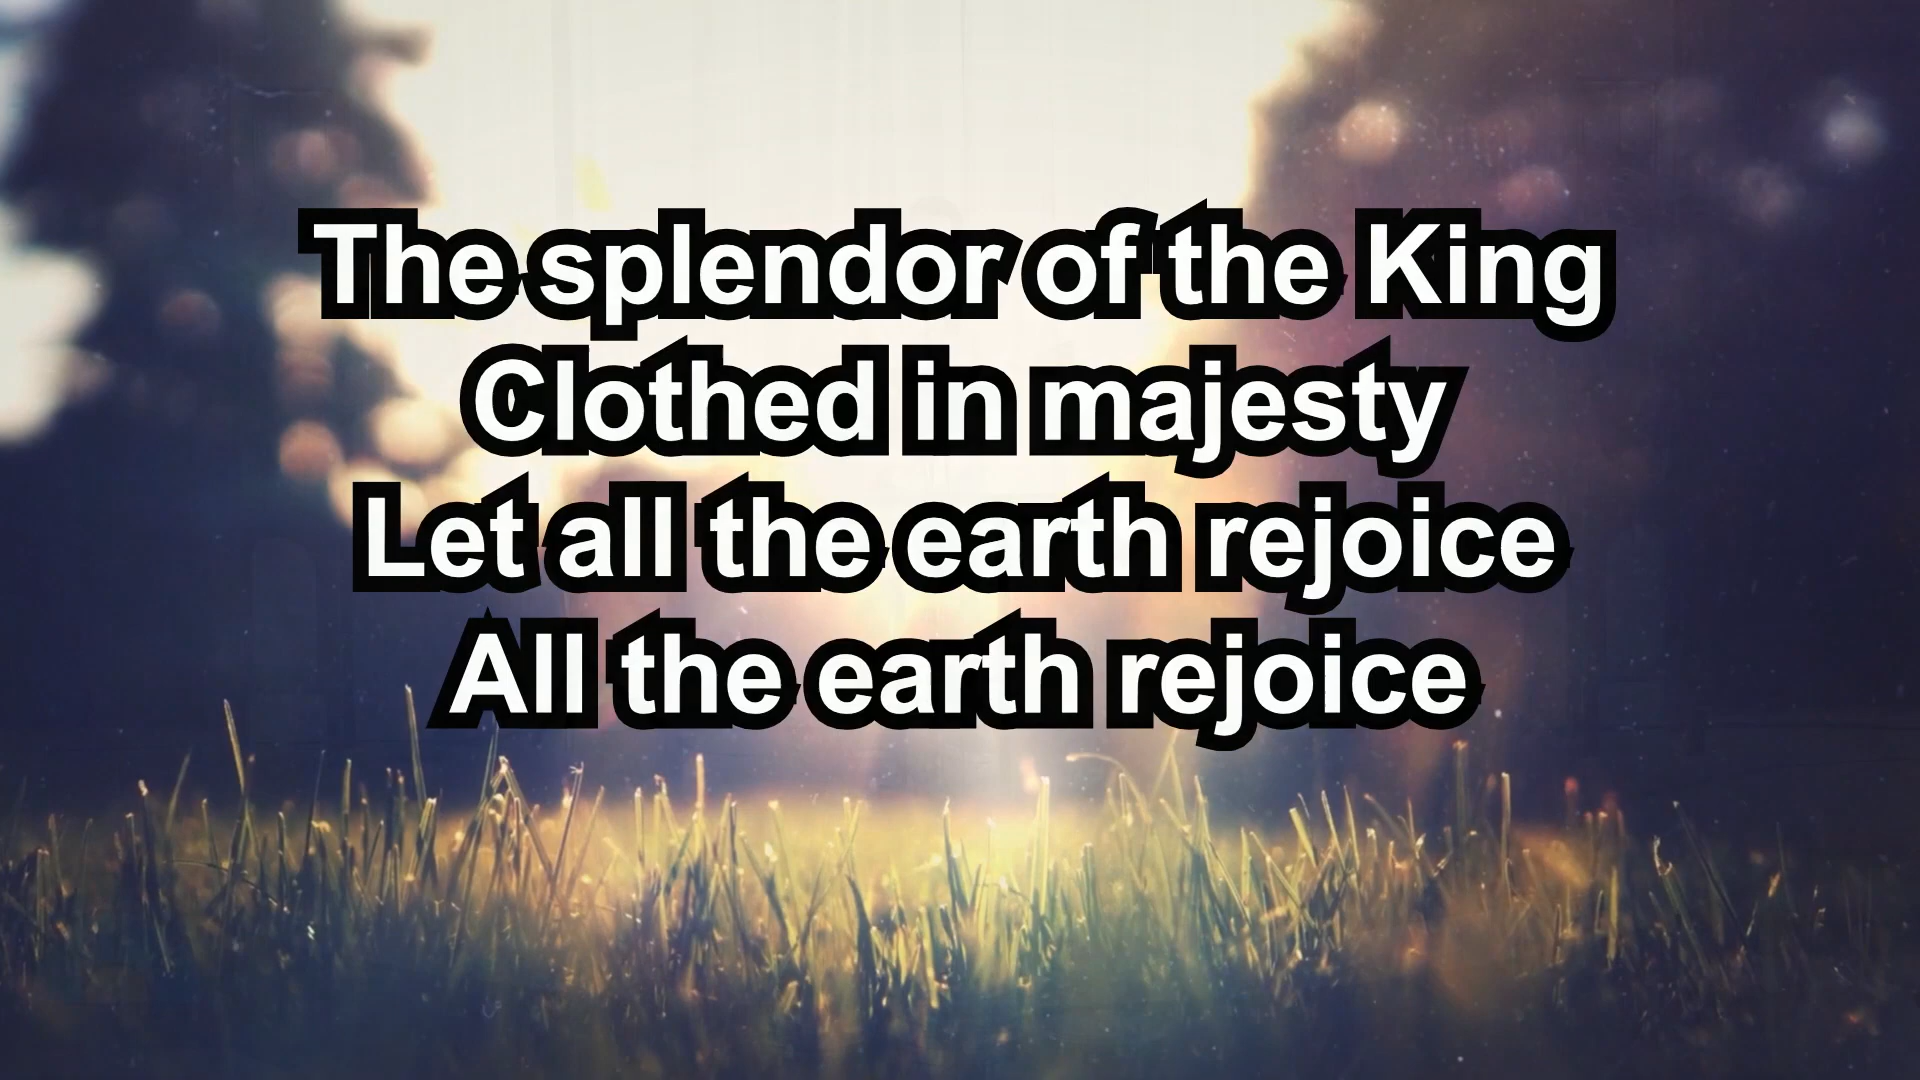 The splendor of the King
Clothed in majesty
Let all the earth rejoice
All the earth rejoice